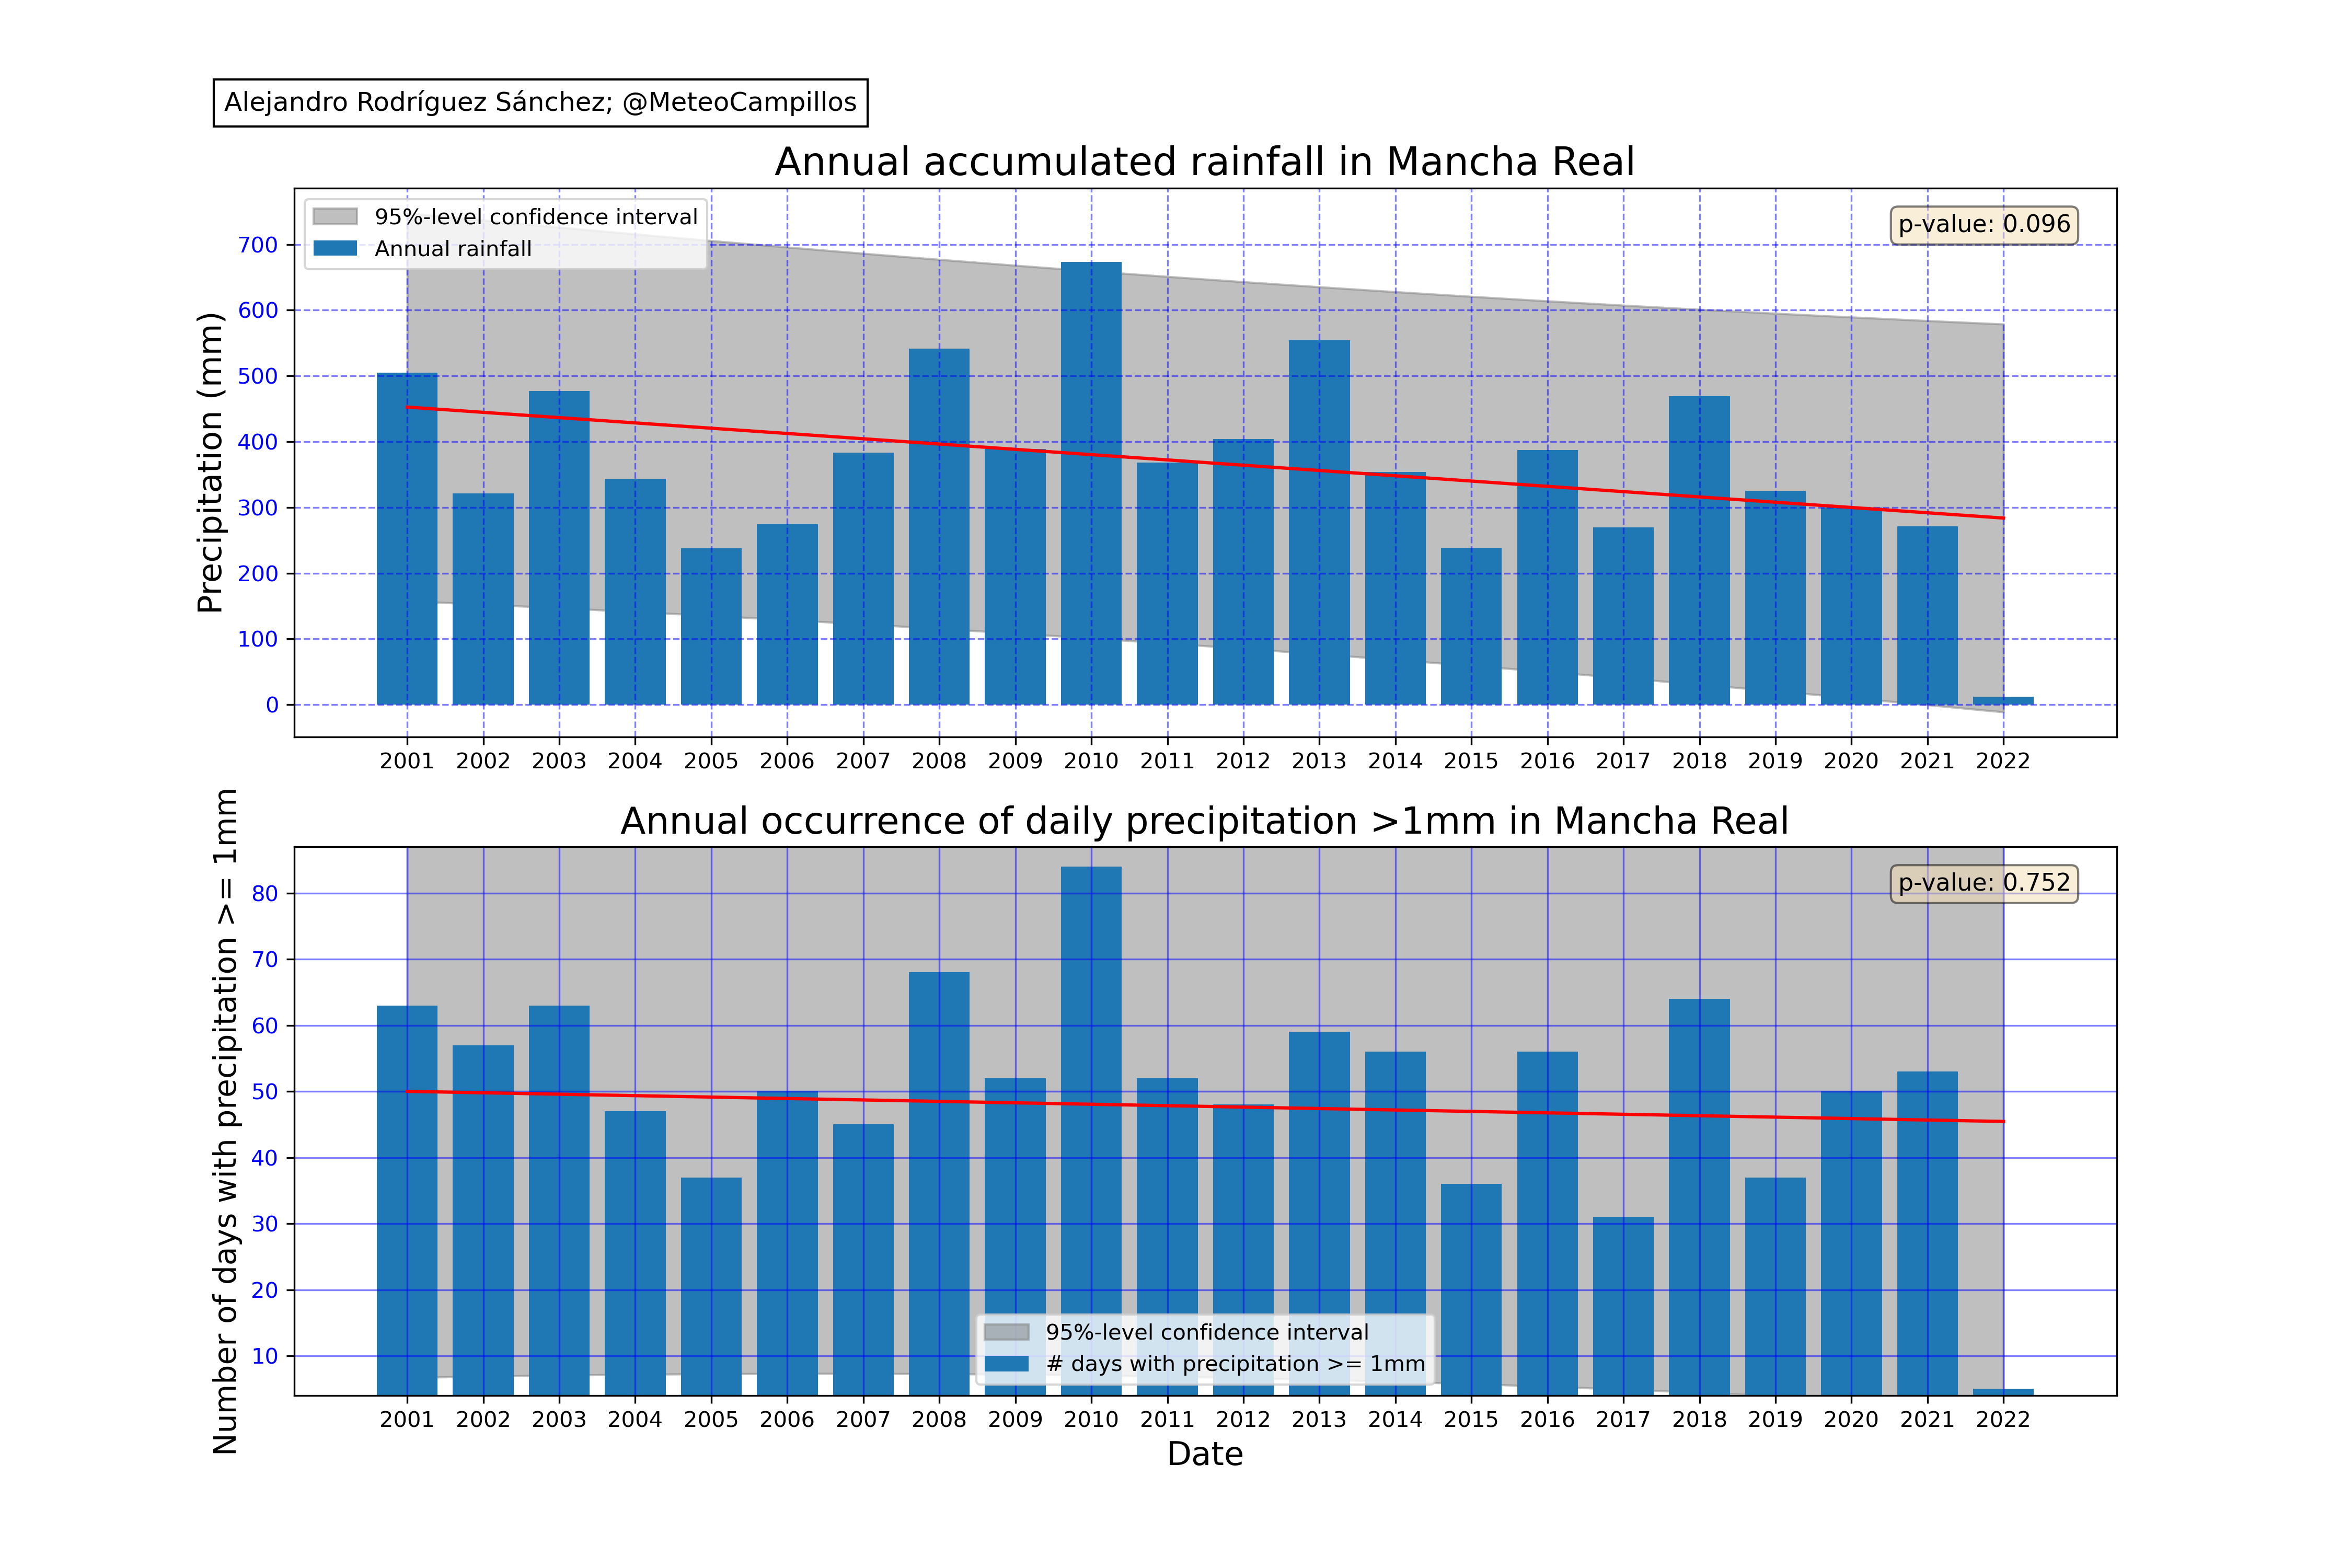 Alejandro Rodríguez Sánchez; @MeteoCampillos
Annual accumulated rainfall in Mancha Real
95%-level confidence interval
Annual rainfall
p-value: 0.096
Precipitation (mm)
700
600
500
400
300
200
100
0
2001 2002 2003 2004 2005 2006 2007 2008 2009 2010 2011 2012 2013 2014 2015 2016 2017 2018 2019 2020 2021 2022
Annual occurrence of daily precipitation >1mm in Mancha Real
p-value: 0.752
Number of days with precipitation >= 1mm
80
70
60
50
40
30
20
10
95%-level confidence interval
# days with precipitation >= 1mm
2001 2002 2003 2004 2005 2006 2007 2008 2009 2010 2011 2012 2013 2014 2015 2016 2017 2018 2019 2020 2021 2022
Date